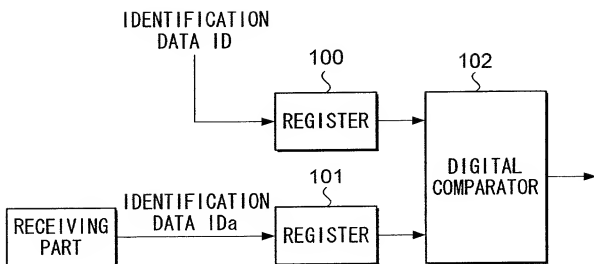 IDENTIFICATION
DATA ID
100
REGISTER
102
DIGITAL
COMPARATOR
101
REGISTER
IDENTIFICATION
DATA IDa
RECEIVING
PART